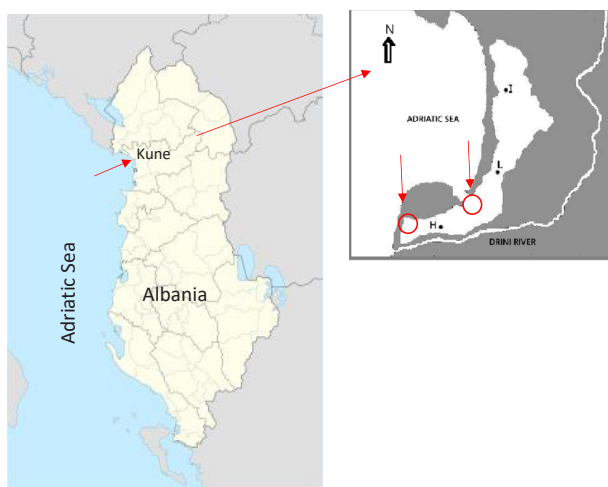 N
I
ADRIATIC SEA
Kune
L
H
DRINI RIVER
Adriatic Sea
Albania